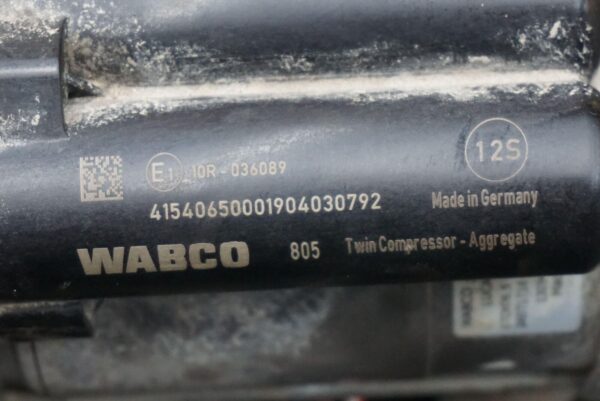 E1 10R - 036089
12S
41540650001904030792
Made in Germany
WABCO 805 Twin Compressor - Aggregate